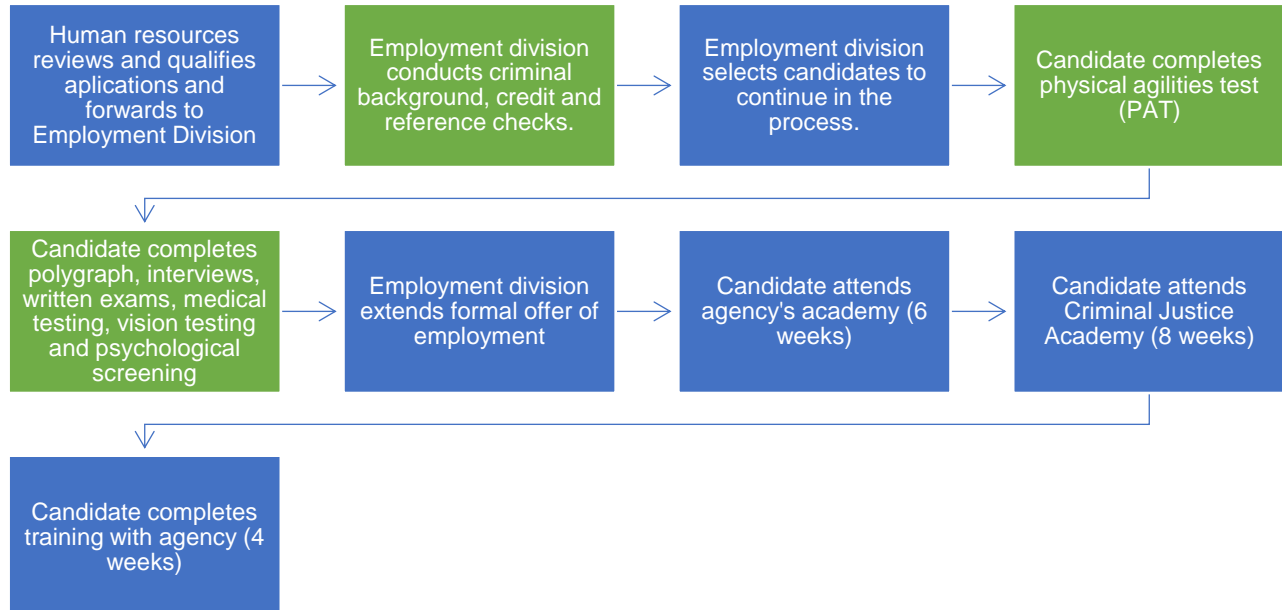 Human resources
reviews and qualifies
aplications and
forwards to
Employment Division
Employment division
conducts criminal
background, credit and
reference checks.
Employment division
selects candidates to
continue in the
process.
Candidate completes
physical agilities test
(PAT)
Candidate completes
polygraph, interviews,
written exams, medical
testing, vision testing
and psychological
screening
Employment division
extends formal offer of
employment
Candidate attends
agency's academy (6
weeks)
Candidate attends
Criminal Justice
Academy (8 weeks)
Candidate completes
training with agency (4
weeks)